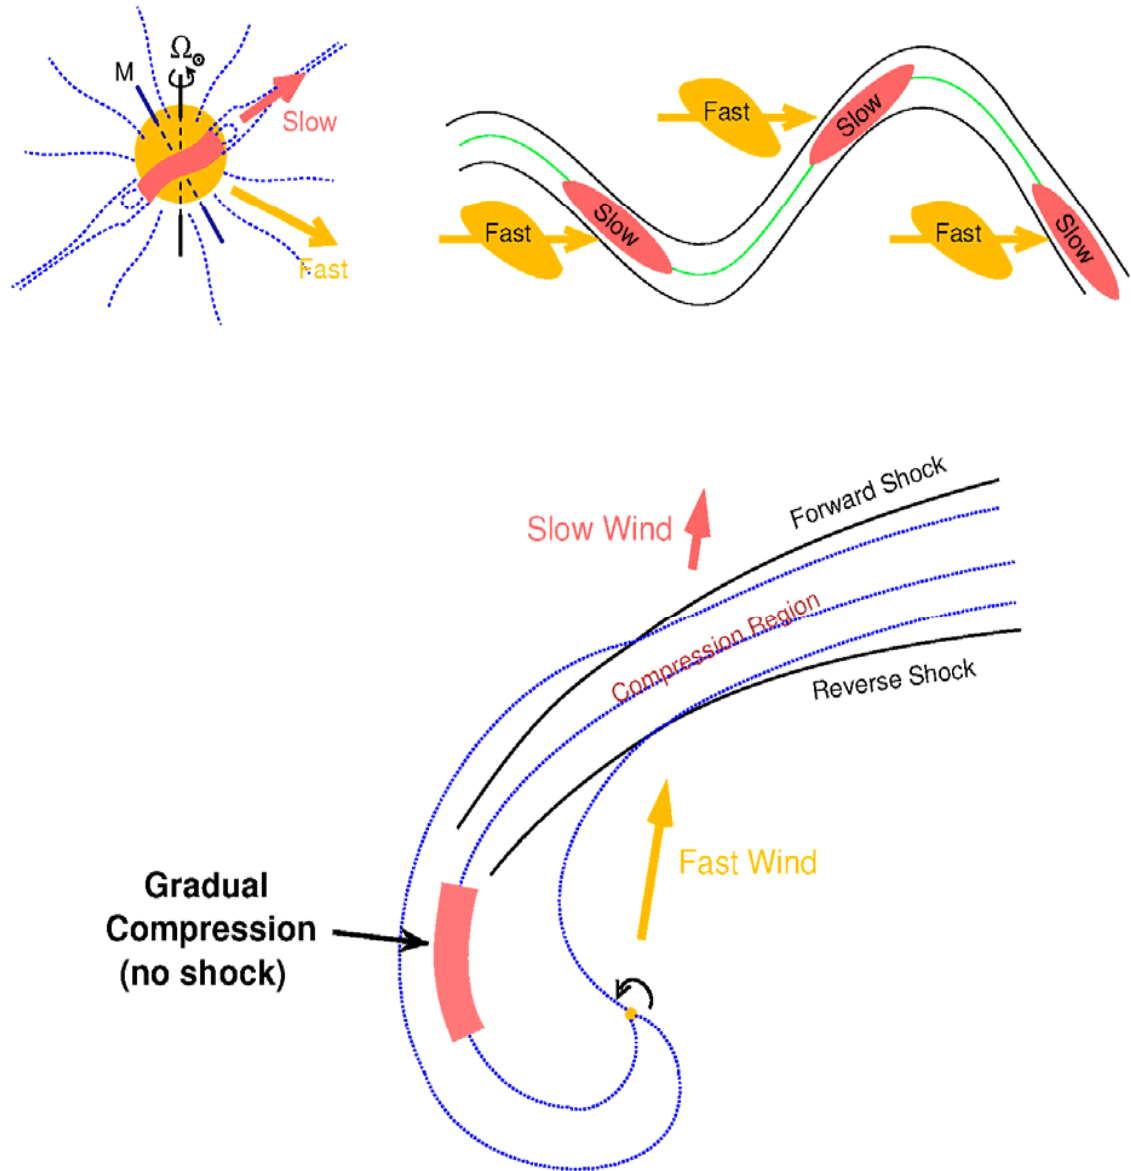 Ω⊙
M
Slow
Fast
Fast
Slow
Fast
Slow
Fast
Slow
Forward Shock
Slow Wind
Compression Region
Reverse Shock
Fast Wind
Gradual
Compression
(no shock)